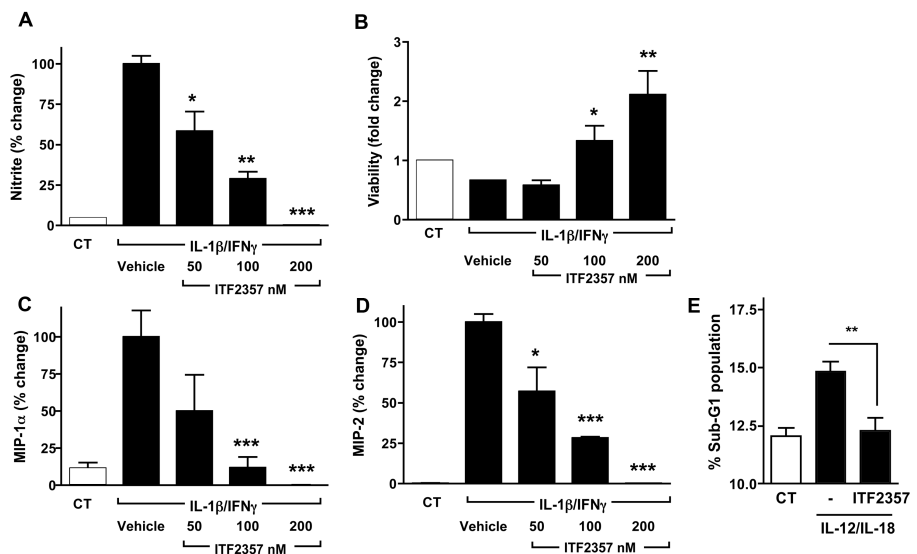 A
Nitrite (% change)
100
75
50
25
0
*
**
***
CT
IL-1β/IFNγ
Vehicle 50 100 200
ITF2357 nM
B
Viability (fold change)
3
2
1
0
*
**
CT
IL-1β/IFNγ
Vehicle 50 100 200
ITF2357 nM
C
MIP-1α (% change)
100
75
50
25
0
***
***
CT
IL-1β/IFNγ
Vehicle 50 100 200
ITF2357 nM
D
MIP-2 (% change)
100
75
50
25
0
*
***
***
CT
IL-1β/IFNγ
Vehicle 50 100 200
ITF2357 nM
E
% Sub-G1 population
17.5
15.0
12.5
10.0
**
CT - ITF2357
IL-12/IL-18